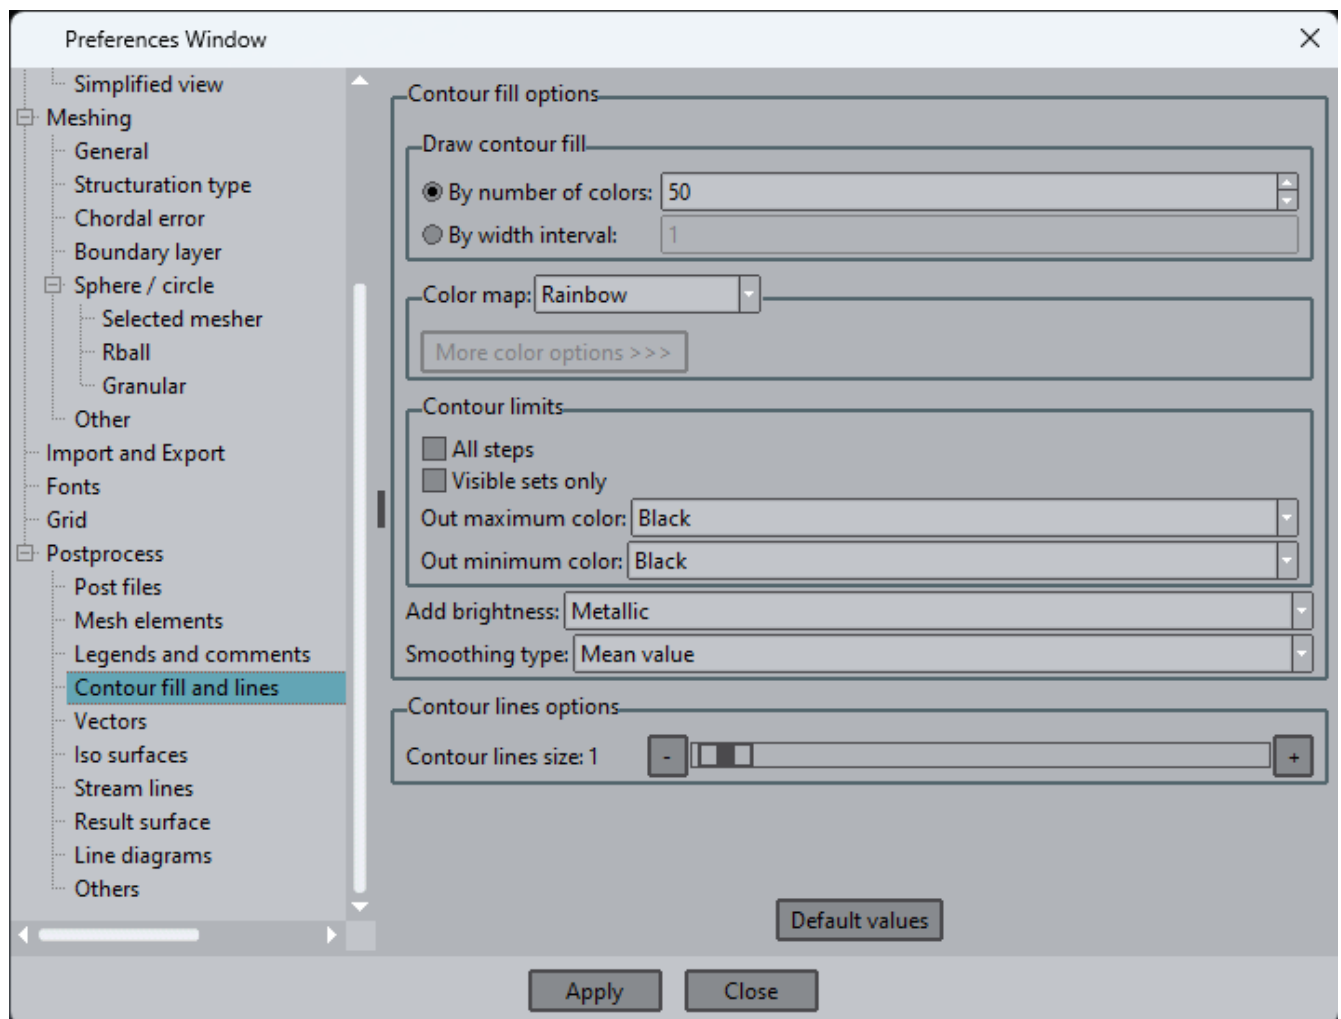 Preferences Window
Simplified view
Meshing
General
Structuration type
Chordal error
Boundary layer
Sphere / circle
Selected mesher
Rball
Granular
Other
Import and Export
Fonts
Grid
Postprocess
Post files
Mesh elements
Legends and comments
Contour fill and lines
Vectors
Iso surfaces
Stream lines
Result surface
Line diagrams
Others
Contour fill options
Draw contour fill
By number of colors: 50
By width interval: 1
Color map: Rainbow
More color options >>>
Contour limits
All steps
Visible sets only
Out maximum color: Black
Out minimum color: Black
Add brightness: Metallic
Smoothing type: Mean value
Contour lines options
Contour lines size: 1 - +
Default values
Apply Close